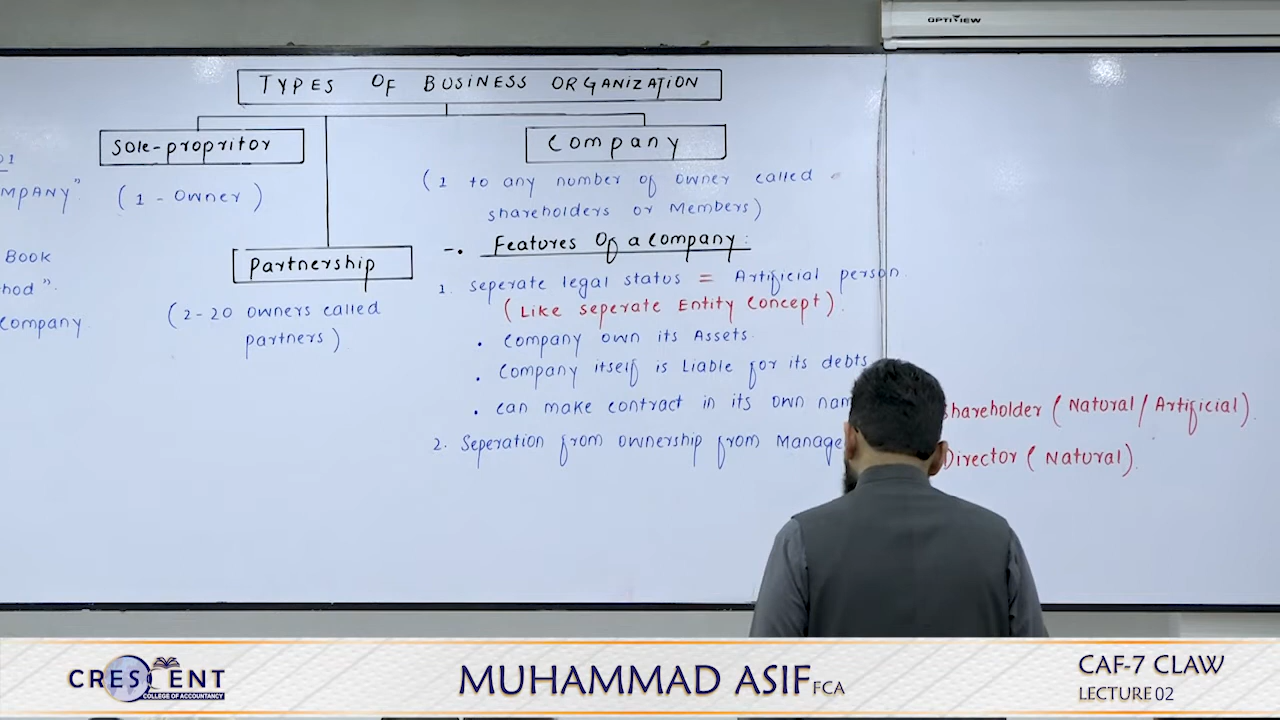 OPTIVIEW
TYPES OF BUSINESS ORGANIZATION
Sole-propritor
Company
01
MPANY"
(1 - Owner)
(1 to any number of owner called
shareholders or Members)
-. Features Of a company:
Book
hod".
Company
Partnership
(2-20 owners called
partners)
1. seperate legal status = Artificial person.
(Like seperate Entity Concept).
. Company own its Assets.
. Company itself is Liable for its debts
. can make contract in its own nam
2. Seperation from ownership from Manage
hareholder (Natural / Artificial).
Director (Natural).
CRESCENT
COLLEGE OF ACCOUNTANCY
MUHAMMAD ASIF FCA
CAF-7 CLAW
LECTURE 02